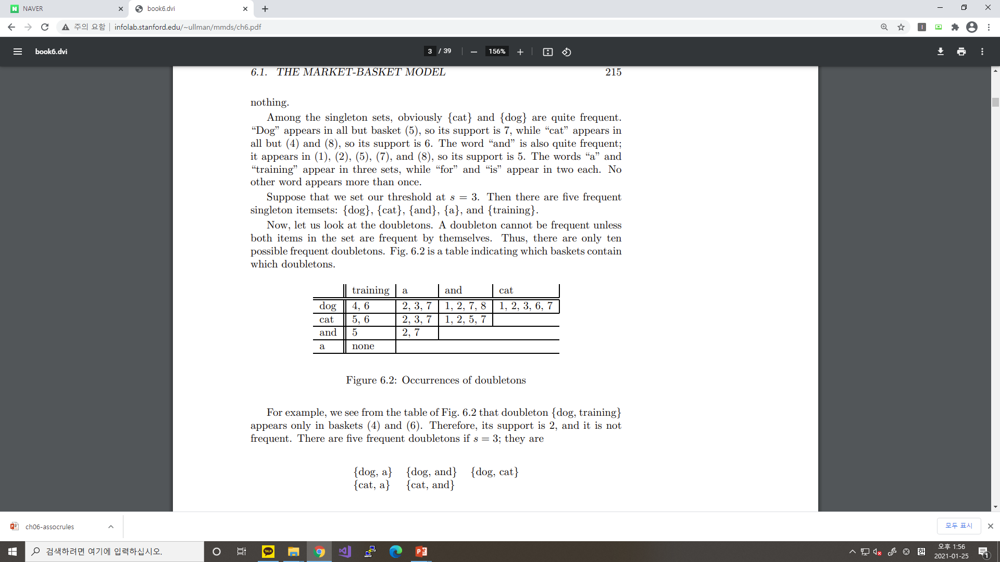 NAVER
book6.dvi
주의 요함
infolab.stanford.edu/~ullman/mmds/ch6.pdf
book6.dvi
3 / 39
156%
6.1. THE MARKET-BASKET MODEL 215
nothing.
Among the singleton sets, obviously {cat} and {dog} are quite frequent.
“Dog” appears in all but basket (5), so its support is 7, while “cat” appears in
all but (4) and (8), so its support is 6. The word “and” is also quite frequent;
it appears in (1), (2), (5), (7), and (8), so its support is 5. The words “a” and
“training” appear in three sets, while “for” and “is” appear in two each. No
other word appears more than once.
Suppose that we set our threshold at s = 3. Then there are five frequent
singleton itemsets: {dog}, {cat}, {and}, {a}, and {training}.
Now, let us look at the doubletons. A doubleton cannot be frequent unless
both items in the set are frequent by themselves. Thus, there are only ten
possible frequent doubletons. Fig. 6.2 is a table indicating which baskets contain
which doubletons.
training a and cat
dog 4, 6 2, 3, 7 1, 2, 7, 8 1, 2, 3, 6, 7
cat 5, 6 2, 3, 7 1, 2, 5, 7
and 5 2, 7
a none
Figure 6.2: Occurrences of doubletons
For example, we see from the table of Fig. 6.2 that doubleton {dog, training}
appears only in baskets (4) and (6). Therefore, its support is 2, and it is not
frequent. There are five frequent doubletons if s = 3; they are
{dog, a} {dog, and} {dog, cat}
{cat, a} {cat, and}
ch06-assocrules
모두 표시
검색하려면 여기에 입력하십시오.
TALK
한
오후 1:56
2021-01-25
1